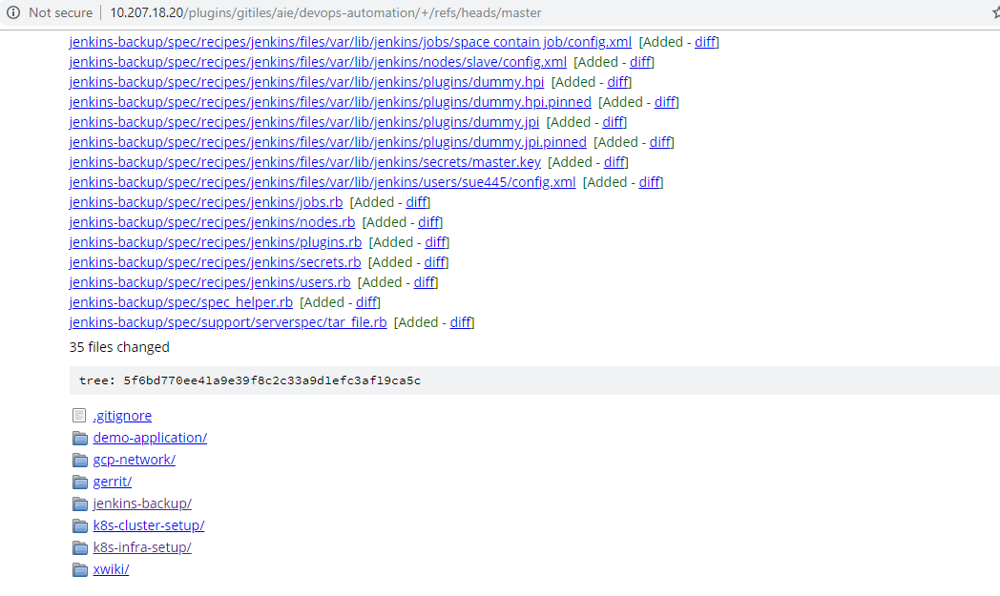 Not secure | 10.207.18.20/plugins/gitiles/aie/devops-automation/+/refs/heads/master
jenkins-backup/spec/recipes/jenkins/files/var/lib/jenkins/jobs/space contain job/config.xml [Added - diff]
jenkins-backup/spec/recipes/jenkins/files/var/lib/jenkins/nodes/slave/config.xml [Added - diff]
jenkins-backup/spec/recipes/jenkins/files/var/lib/jenkins/plugins/dummy.hpi [Added - diff]
jenkins-backup/spec/recipes/jenkins/files/var/lib/jenkins/plugins/dummy.hpi.pinned [Added - diff]
jenkins-backup/spec/recipes/jenkins/files/var/lib/jenkins/plugins/dummy.jpi [Added - diff]
jenkins-backup/spec/recipes/jenkins/files/var/lib/jenkins/plugins/dummy.jpi.pinned [Added - diff]
jenkins-backup/spec/recipes/jenkins/files/var/lib/jenkins/secrets/master.key [Added - diff]
jenkins-backup/spec/recipes/jenkins/files/var/lib/jenkins/users/sue445/config.xml [Added - diff]
jenkins-backup/spec/recipes/jenkins/jobs.rb [Added - diff]
jenkins-backup/spec/recipes/jenkins/nodes.rb [Added - diff]
jenkins-backup/spec/recipes/jenkins/plugins.rb [Added - diff]
jenkins-backup/spec/recipes/jenkins/secrets.rb [Added - diff]
jenkins-backup/spec/recipes/jenkins/users.rb [Added - diff]
jenkins-backup/spec/spec_helper.rb [Added - diff]
jenkins-backup/spec/support/serverspec/tar_file.rb [Added - diff]
35 files changed
tree: 5f6bd770ee41a9e39f8c2c33a9d1efc3af19ca5c
.gitignore
demo-application/
gcp-network/
gerrit/
jenkins-backup/
k8s-cluster-setup/
k8s-infra-setup/
xwiki/